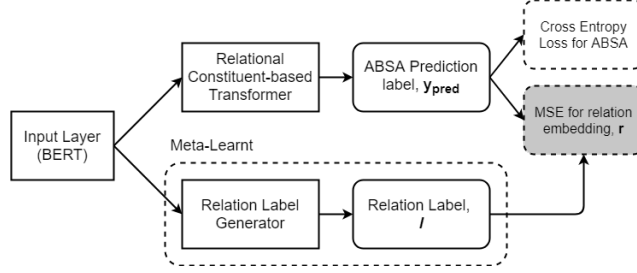 Input Layer
(BERT)
Relational
Constituent-based
Transformer
ABSA Prediction
label, y_pred
Cross Entropy
Loss for ABSA
MSE for relation
embedding, r
Meta-Learnt
Relation Label
Generator
Relation Label,
l